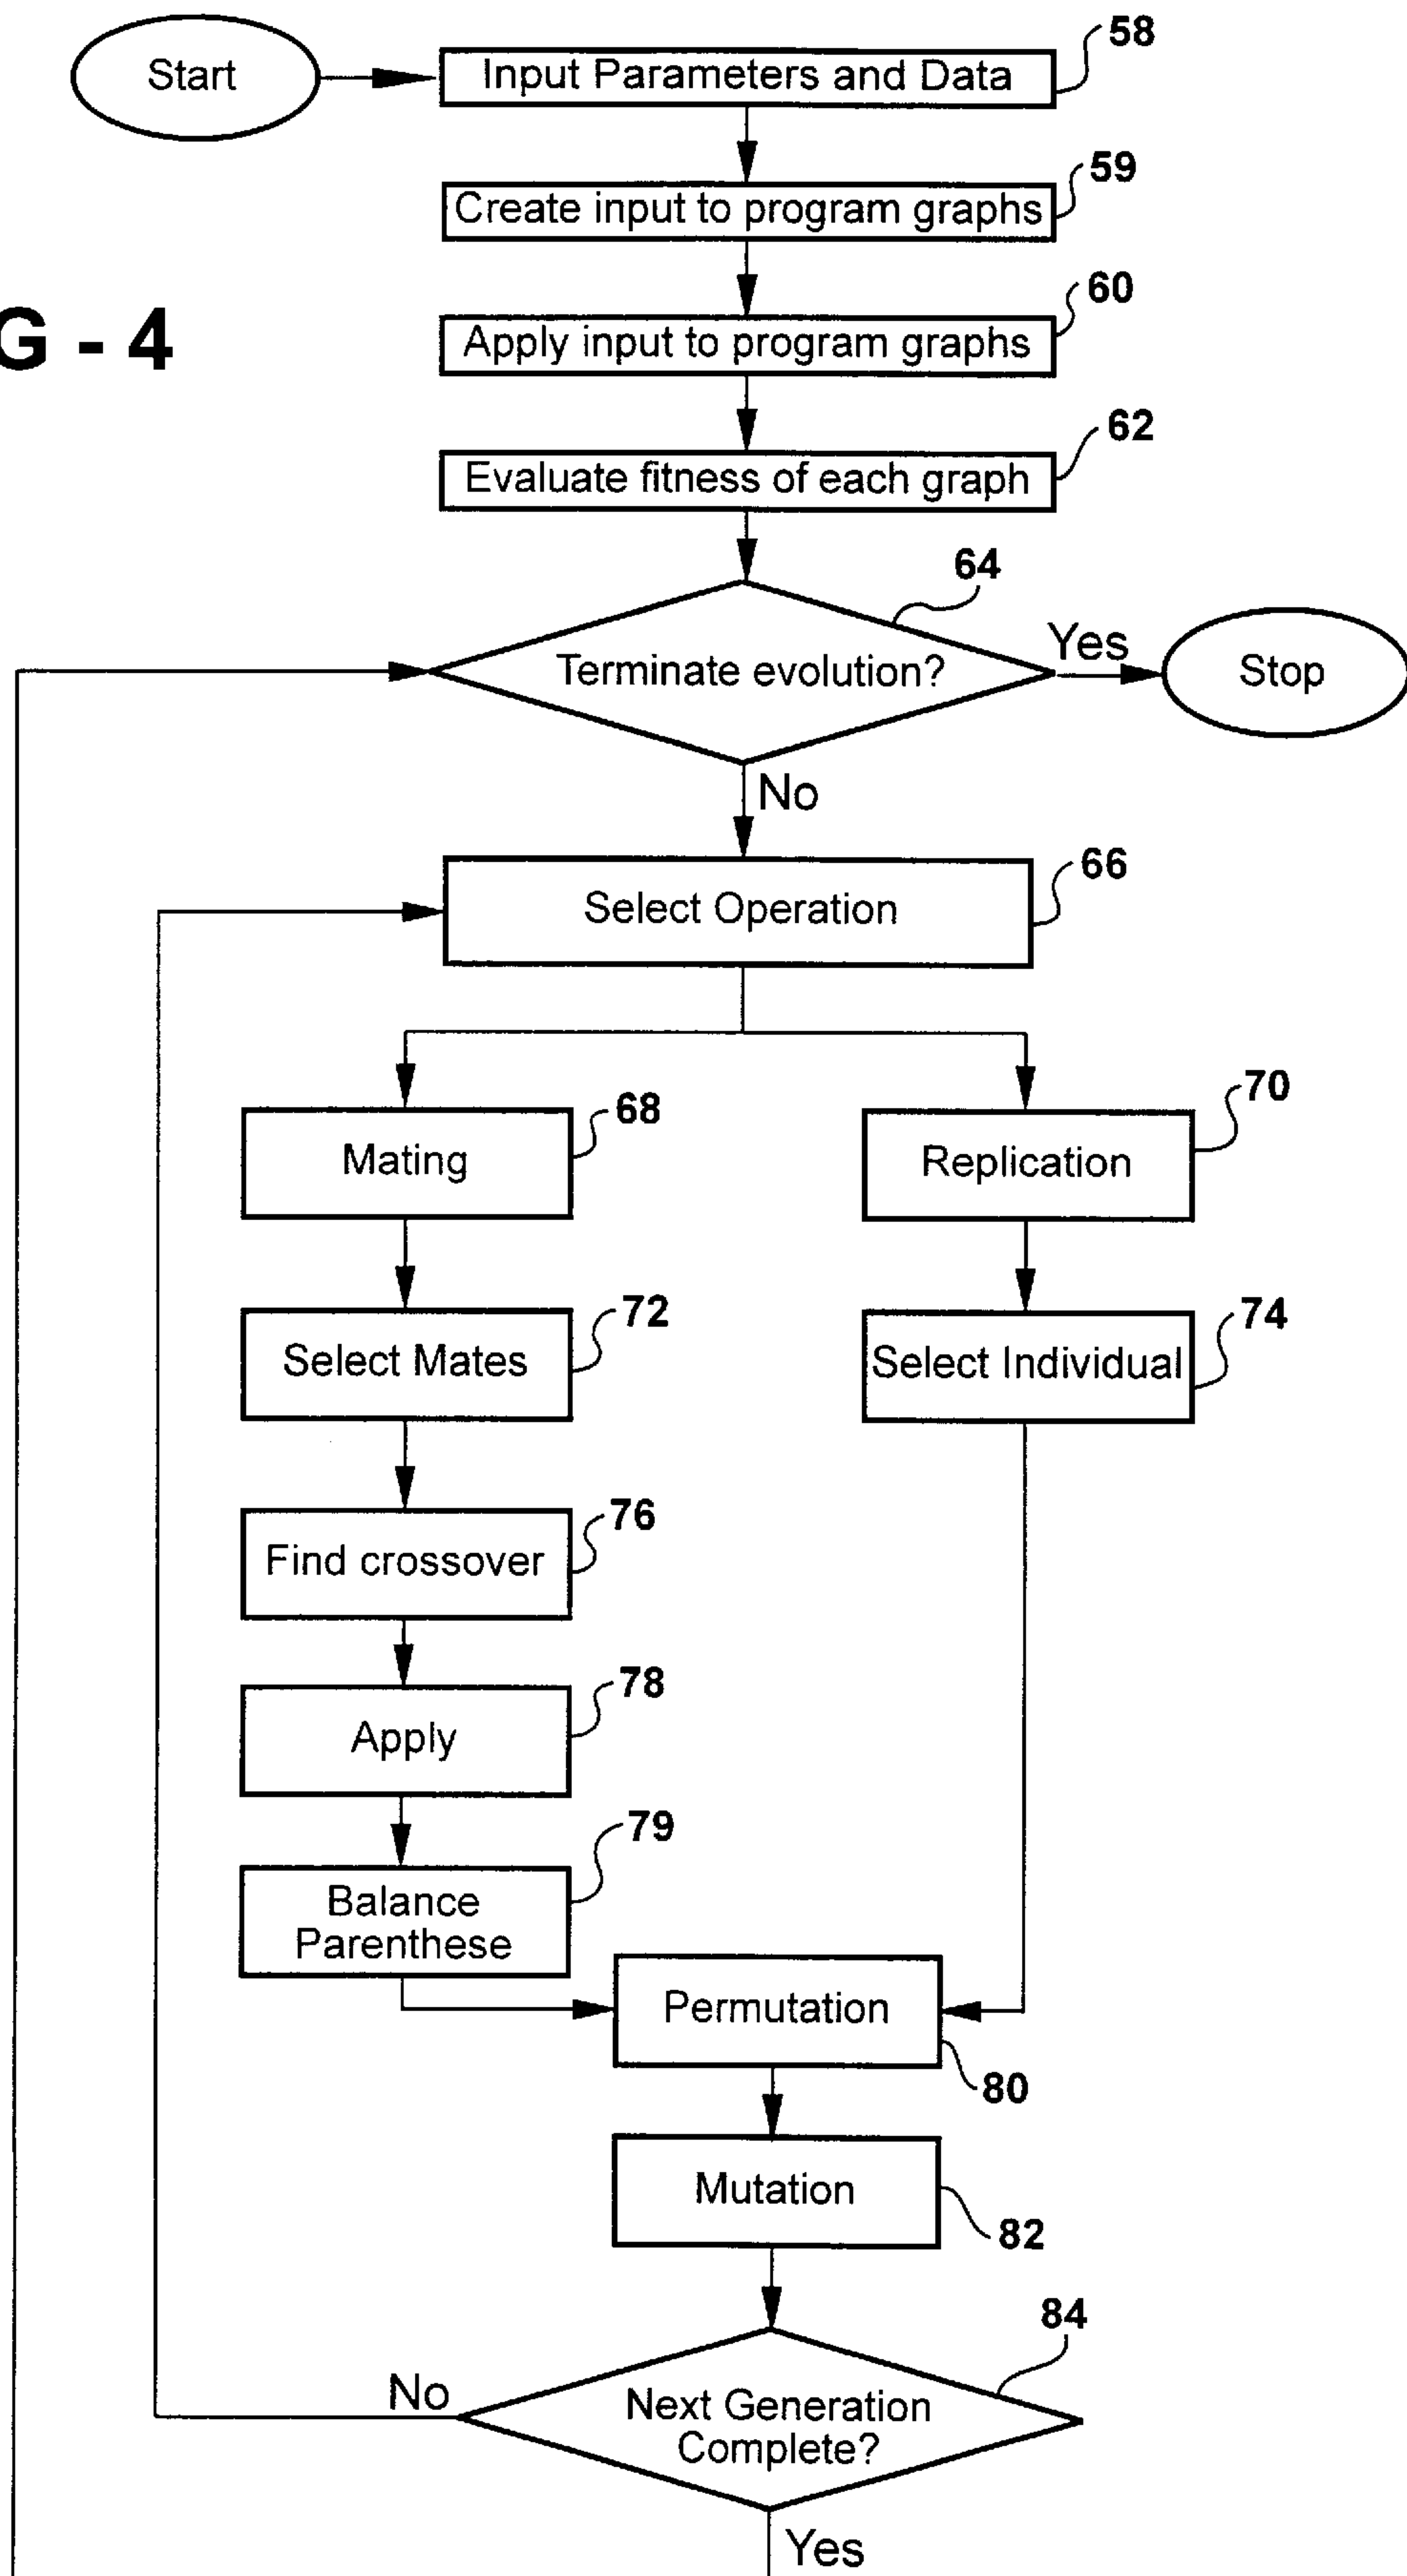 Start
Input Parameters and Data
58
Create input to program graphs
59
Apply input to program graphs
60
G - 4
Evaluate fitness of each graph
62
64
Terminate evolution?
Yes
Stop
No
Select Operation
66
Mating
68
Replication
70
Select Mates
72
Select Individual
74
Find crossover
76
Apply
78
Balance
Parenthese
79
Permutation
80
Mutation
82
84
No
Next Generation
Complete?
Yes